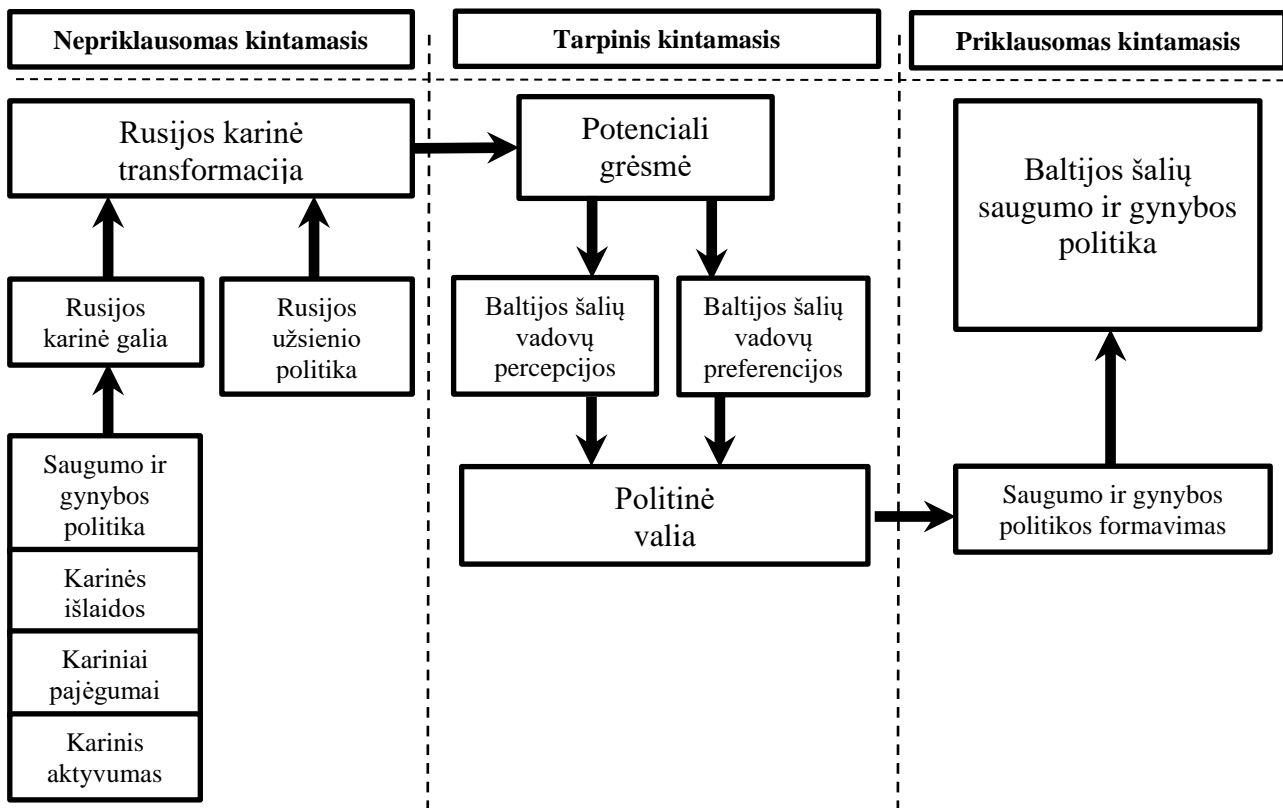 Nepriklausomas kintamasis
Tarpinis kintamasis
Priklausomas kintamasis
Rusijos karinė
transformacija
Potenciali
grėsmė
Baltijos šalių
saugumo ir gynybos
politika
Rusijos
karinė galia
Rusijos
užsienio
politika
Baltijos šalių
vadovų
percepcijos
Baltijos šalių
vadovų
preferencijos
Saugumo ir
gynybos
politika
Karinės
išlaidos
Kariniai
pajėgumai
Karinis
aktyvumas
Politinė
valia
Saugumo ir gynybos
politikos formavimas